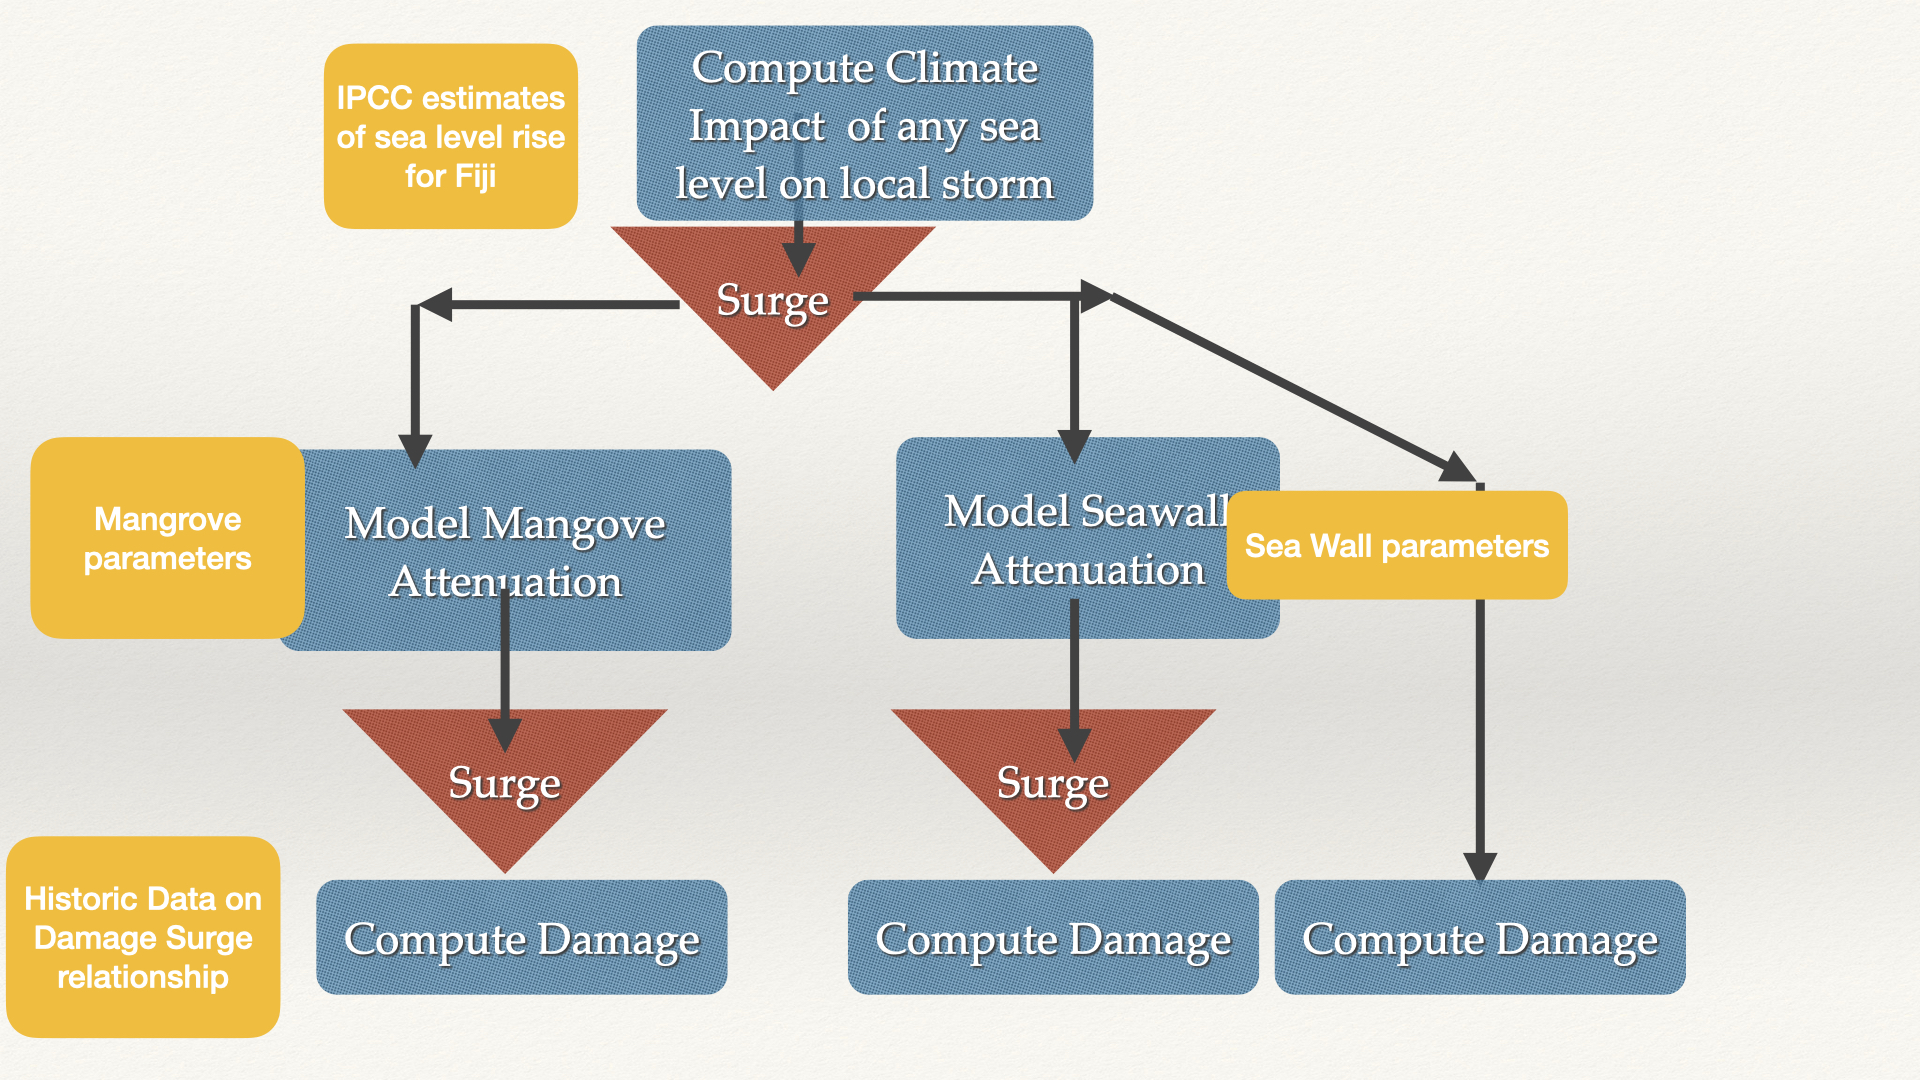 IPCC estimates
of sea level rise
for Fiji
Compute Climate
Impact of any sea
level on local storm
Surge
Mangrove
parameters
Model Mangove
Attenuation
Model Seawall
Attenuation
Sea Wall parameters
Surge
Surge
Historic Data on
Damage Surge
relationship
Compute Damage
Compute Damage
Compute Damage